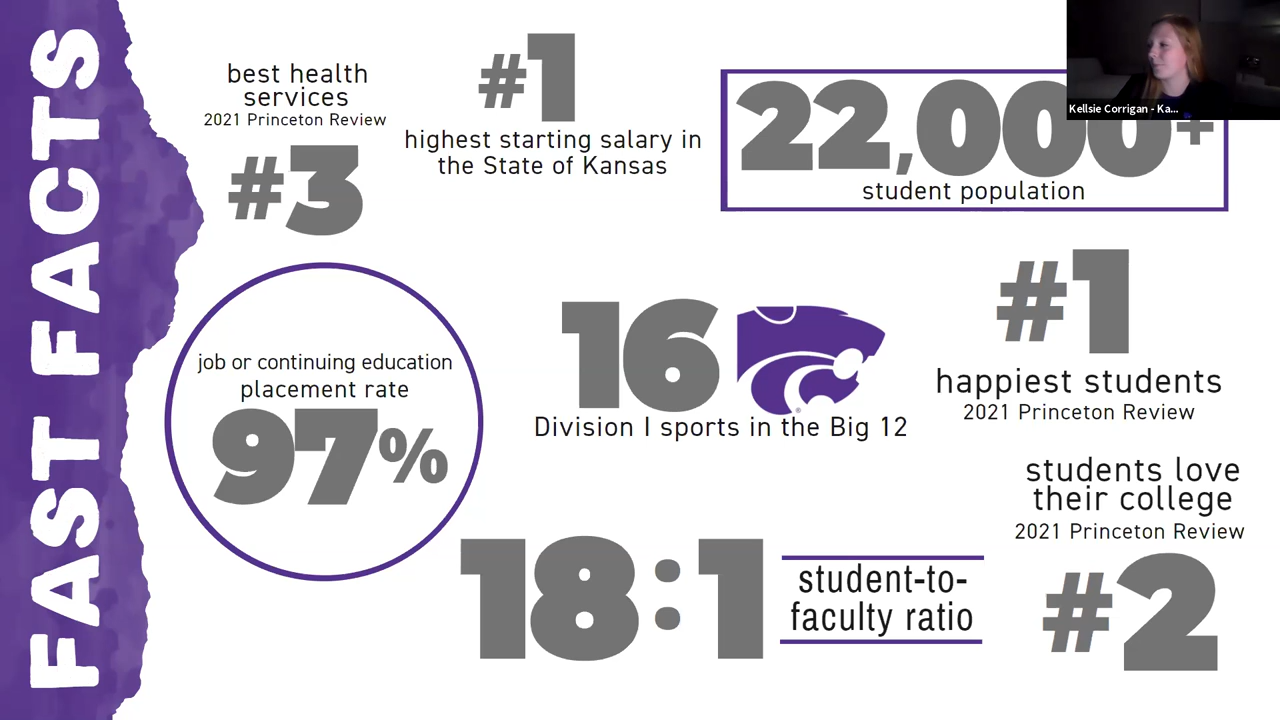 FAST FACTS
best health
services
2021 Princeton Review
#3
#1
highest starting salary in
the State of Kansas
22,000+
student population
Kellsie Corrigan - Ka...
job or continuing education
placement rate
97%
16
Division I sports in the Big 12
#1
happiest students
2021 Princeton Review
18:1
student-to-
faculty ratio
students love
their college
2021 Princeton Review
#2